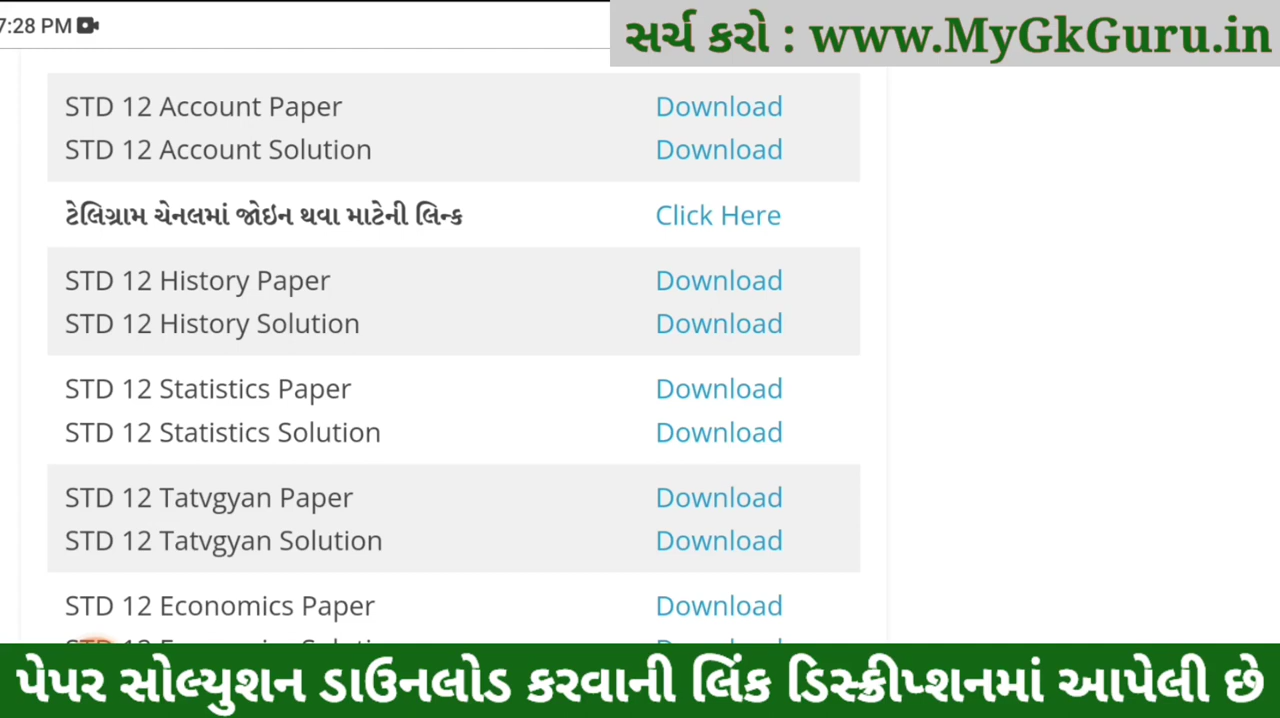 7:28 PM
સર્ચ કરો : www.MyGkGuru.in
STD 12 Account Paper Download
STD 12 Account Solution Download
ટેલિગ્રામ ચેનલમાં જોઇન થવા માટેની લિન્ક Click Here
STD 12 History Paper Download
STD 12 History Solution Download
STD 12 Statistics Paper Download
STD 12 Statistics Solution Download
STD 12 Tatvgyan Paper Download
STD 12 Tatvgyan Solution Download
STD 12 Economics Paper Download
પેપર સોલ્યુશન ડાઉનલોડ કરવાની લિંક ડિસ્ક્રીપ્શનમાં આપેલી છે